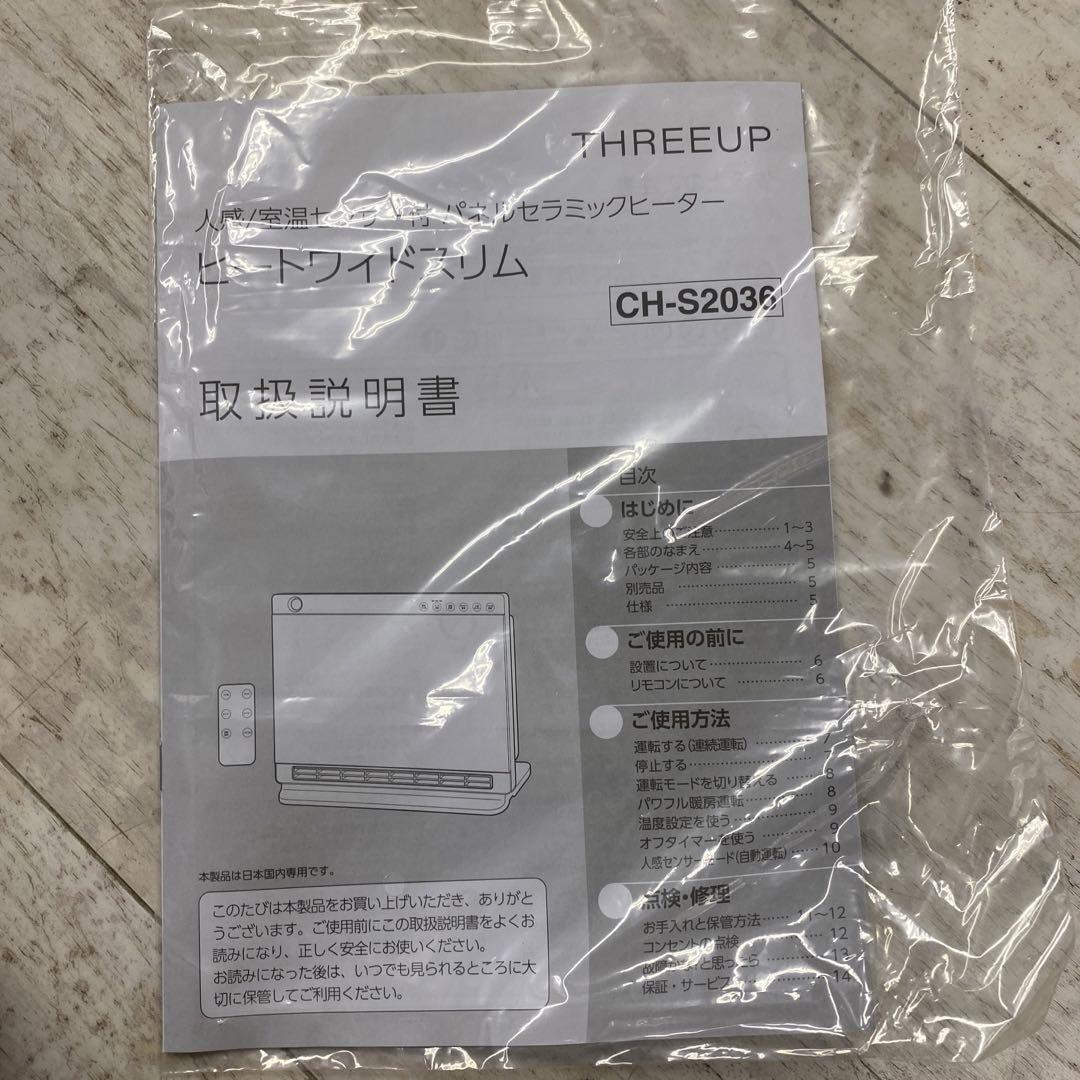 THREEUP
人感/室温センサー付 パネルセラミックヒーター
ヒートワイドスリム
CH-S2036
取扱説明書
目次
はじめに
安全上のご注意 1～3
各部のなまえ 4～5
パッケージ内容 5
別売品 5
仕様 5
ご使用の前に
設置について 6
リモコンについて 6
ご使用方法
運転する(連続運転) 7
停止する 7
運転モードを切り替える 8
パワフル暖房運転 8
温度設定を使う 9
オフタイマーを使う 9
人感センサーモード(自動運転) 10
点検・修理
お手入れと保管方法 11～12
コンセントの点検 12
故障かな?と思ったら 13
保証・サービス 14
本製品は日本国内専用です。
このたびは本製品をお買い上げいただき、ありがと
うございます。ご使用前にこの取扱説明書をよくお
読みになり、正しく安全にお使いください。
お読みになった後は、いつでも見られるところに大
切に保管してご利用ください。